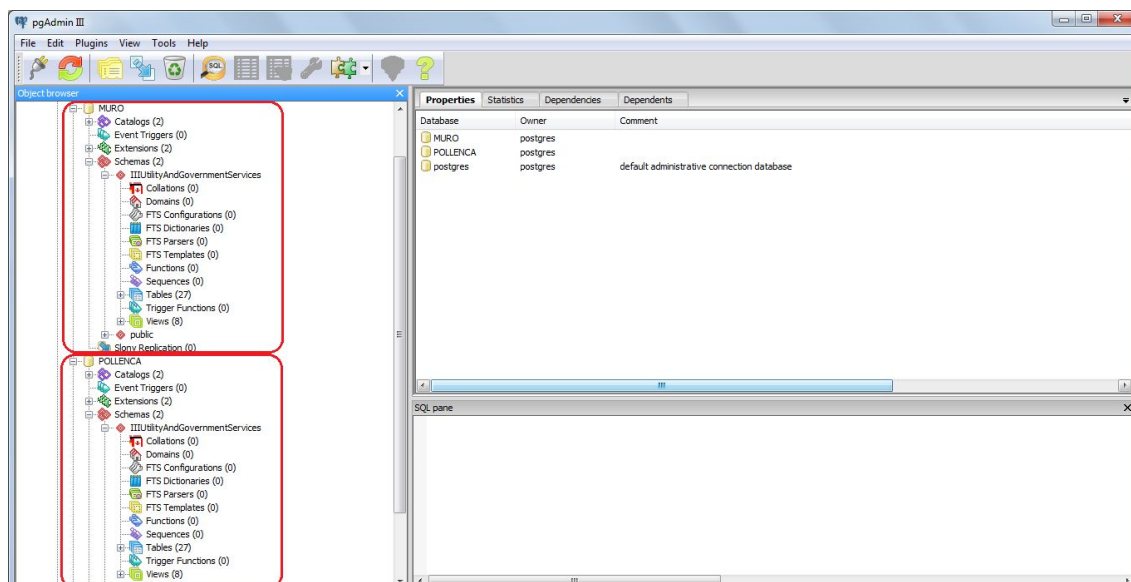 pgAdmin III
File Edit Plugins View Tools Help
SQL
Object browser
MURO
Catalogs (2)
Event Triggers (0)
Extensions (2)
Schemas (2)
IIIUtilityAndGovernmentServices
Collations (0)
Domains (0)
FTS Configurations (0)
FTS Dictionaries (0)
FTS Parsers (0)
FTS Templates (0)
Functions (0)
Sequences (0)
Tables (27)
Trigger Functions (0)
Views (8)
public
Slony Replication (0)
POLLENCA
Catalogs (2)
Event Triggers (0)
Extensions (2)
Schemas (2)
IIIUtilityAndGovernmentServices
Collations (0)
Domains (0)
FTS Configurations (0)
FTS Dictionaries (0)
FTS Parsers (0)
FTS Templates (0)
Functions (0)
Sequences (0)
Tables (27)
Trigger Functions (0)
Views (8)
Properties Statistics Dependencies Dependents
Database Owner Comment
MURO postgres
POLLENCA postgres
postgres postgres default administrative connection database
SQL pane